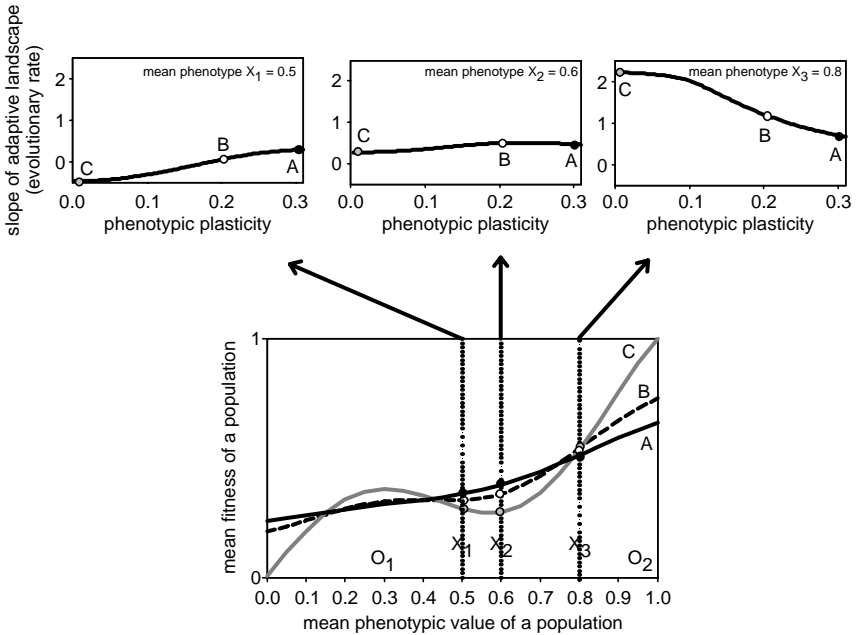 slope of adaptive landscape
(evolutionary rate)
mean phenotype X1 = 0.5
2
1
0
C
B
A
0.0 0.1 0.2 0.3
phenotypic plasticity
mean phenotype X2 = 0.6
2
1
0
C
B
A
0.0 0.1 0.2 0.3
phenotypic plasticity
mean phenotype X3 = 0.8
2
1
0
C
B
A
0.0 0.1 0.2 0.3
phenotypic plasticity
mean fitness of a population
1
0
C
B
A
X1
X2
X3
O1
O2
0.0 0.1 0.2 0.3 0.4 0.5 0.6 0.7 0.8 0.9 1.0
mean phenotypic value of a population